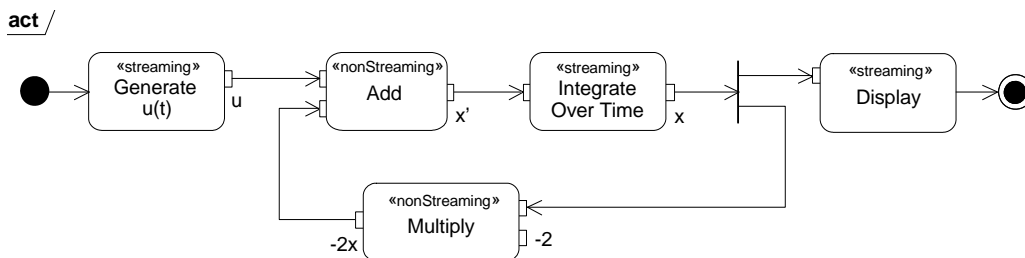 act
«streaming»
Generate
u(t)
u
«nonStreaming»
Add
x’
«streaming»
Integrate
Over Time
x
«streaming»
Display
«nonStreaming»
Multiply
-2x
-2